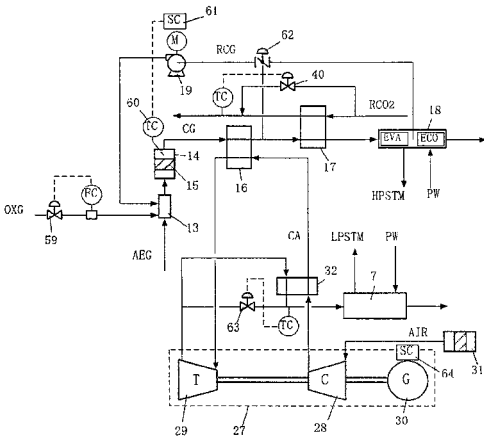 SC 61
M
RCG
62
19
40
60
TC
RCO2
TC
CG
18
14
EVA ECO
15
16
17
FC
HPSTM PW
OXG
13
59
CA LPSTM PW
AEG
32
7
63
TC
AIR
SC
31
T C G
64
29 28 30
27